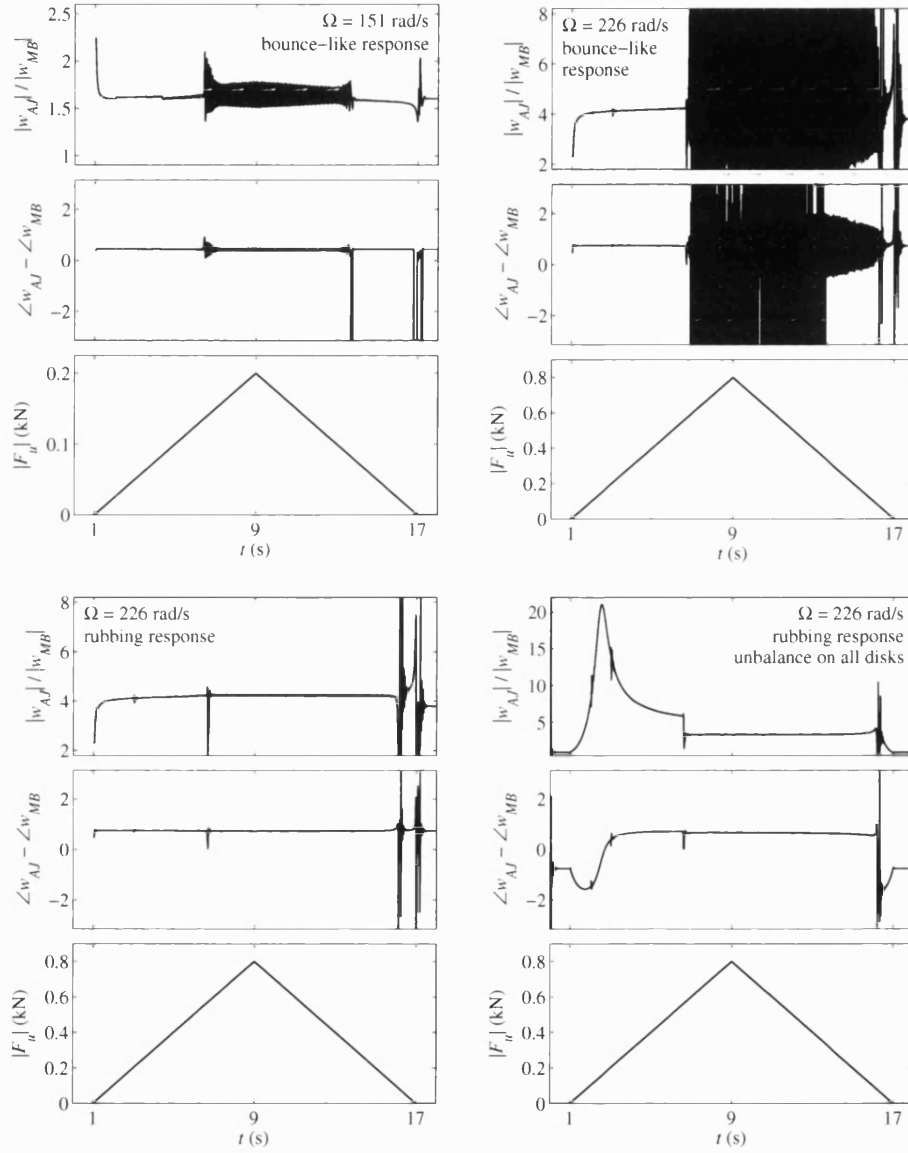 Ω = 151 rad/s
bounce–like response
|w_AJ| / |w_MB|
2.5
2
1.5
1
∠w_AJ – ∠w_MB
2
0
−2
|F_u| (kN)
0.2
0.1
0
1
9
17
t (s)
Ω = 226 rad/s
bounce–like
response
|w_AJ| / |w_MB|
8
6
4
2
∠w_AJ – ∠w_MB
2
0
−2
|F_u| (kN)
0.8
0.6
0.4
0.2
0
1
9
17
t (s)
Ω = 226 rad/s
rubbing response
|w_AJ| / |w_MB|
8
6
4
2
∠w_AJ – ∠w_MB
2
0
−2
|F_u| (kN)
0.8
0.6
0.4
0.2
0
1
9
17
t (s)
Ω = 226 rad/s
rubbing response
unbalance on all disks
|w_AJ| / |w_MB|
20
15
10
5
∠w_AJ – ∠w_MB
2
0
−2
|F_u| (kN)
0.8
0.6
0.4
0.2
0
1
9
17
t (s)